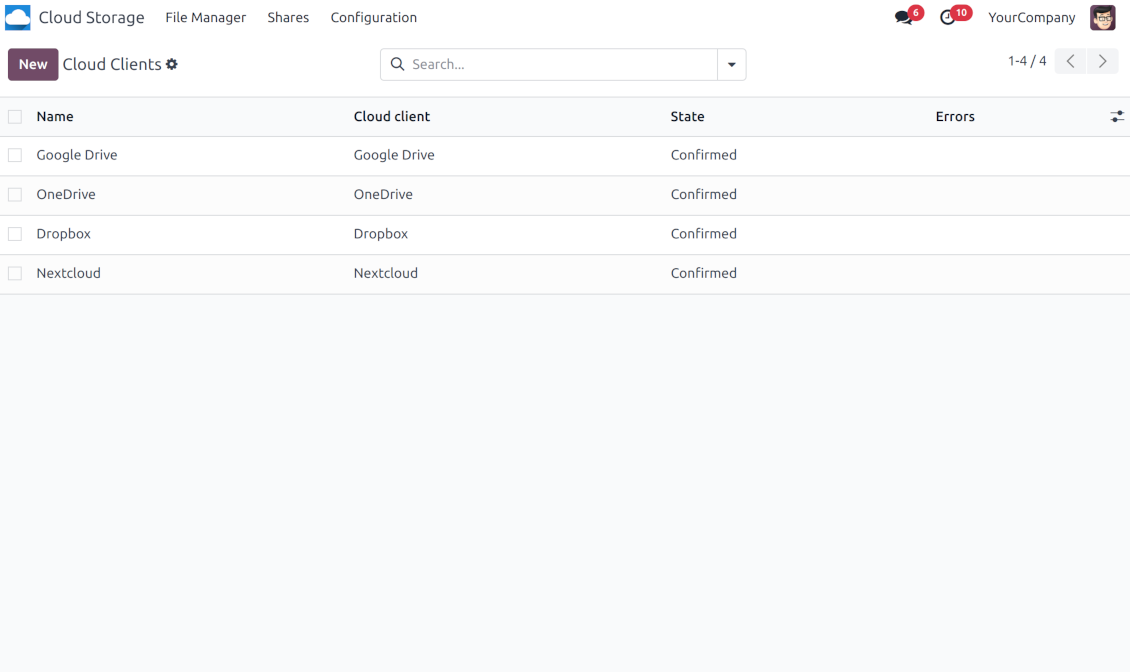 Cloud Storage File Manager Shares Configuration 6 10 YourCompany
New Cloud Clients Search... 1-4 / 4
Name Cloud client State Errors
Google Drive Google Drive Confirmed
OneDrive OneDrive Confirmed
Dropbox Dropbox Confirmed
Nextcloud Nextcloud Confirmed